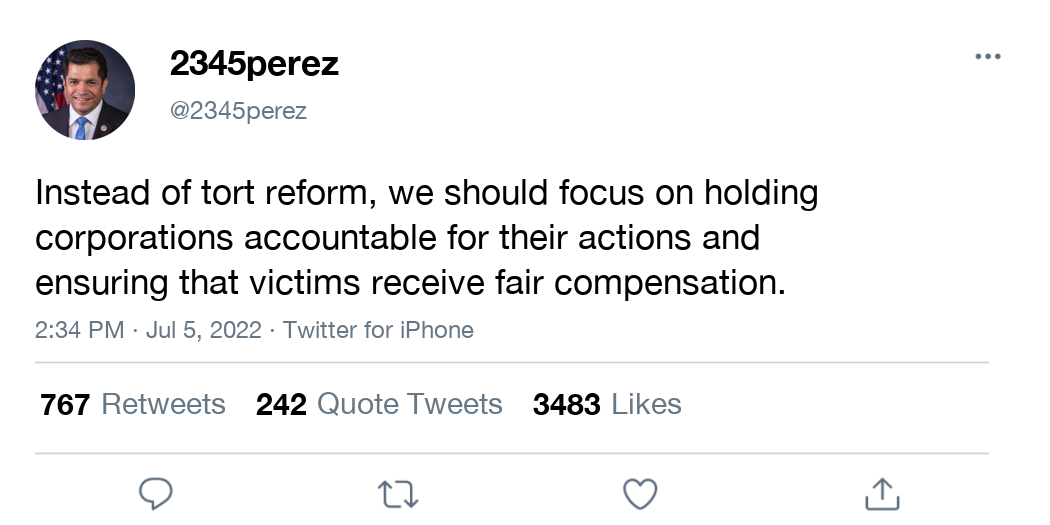 2345perez
@2345perez
Instead of tort reform, we should focus on holding
corporations accountable for their actions and
ensuring that victims receive fair compensation.
2:34 PM · Jul 5, 2022 · Twitter for iPhone
767 Retweets 242 Quote Tweets 3483 Likes